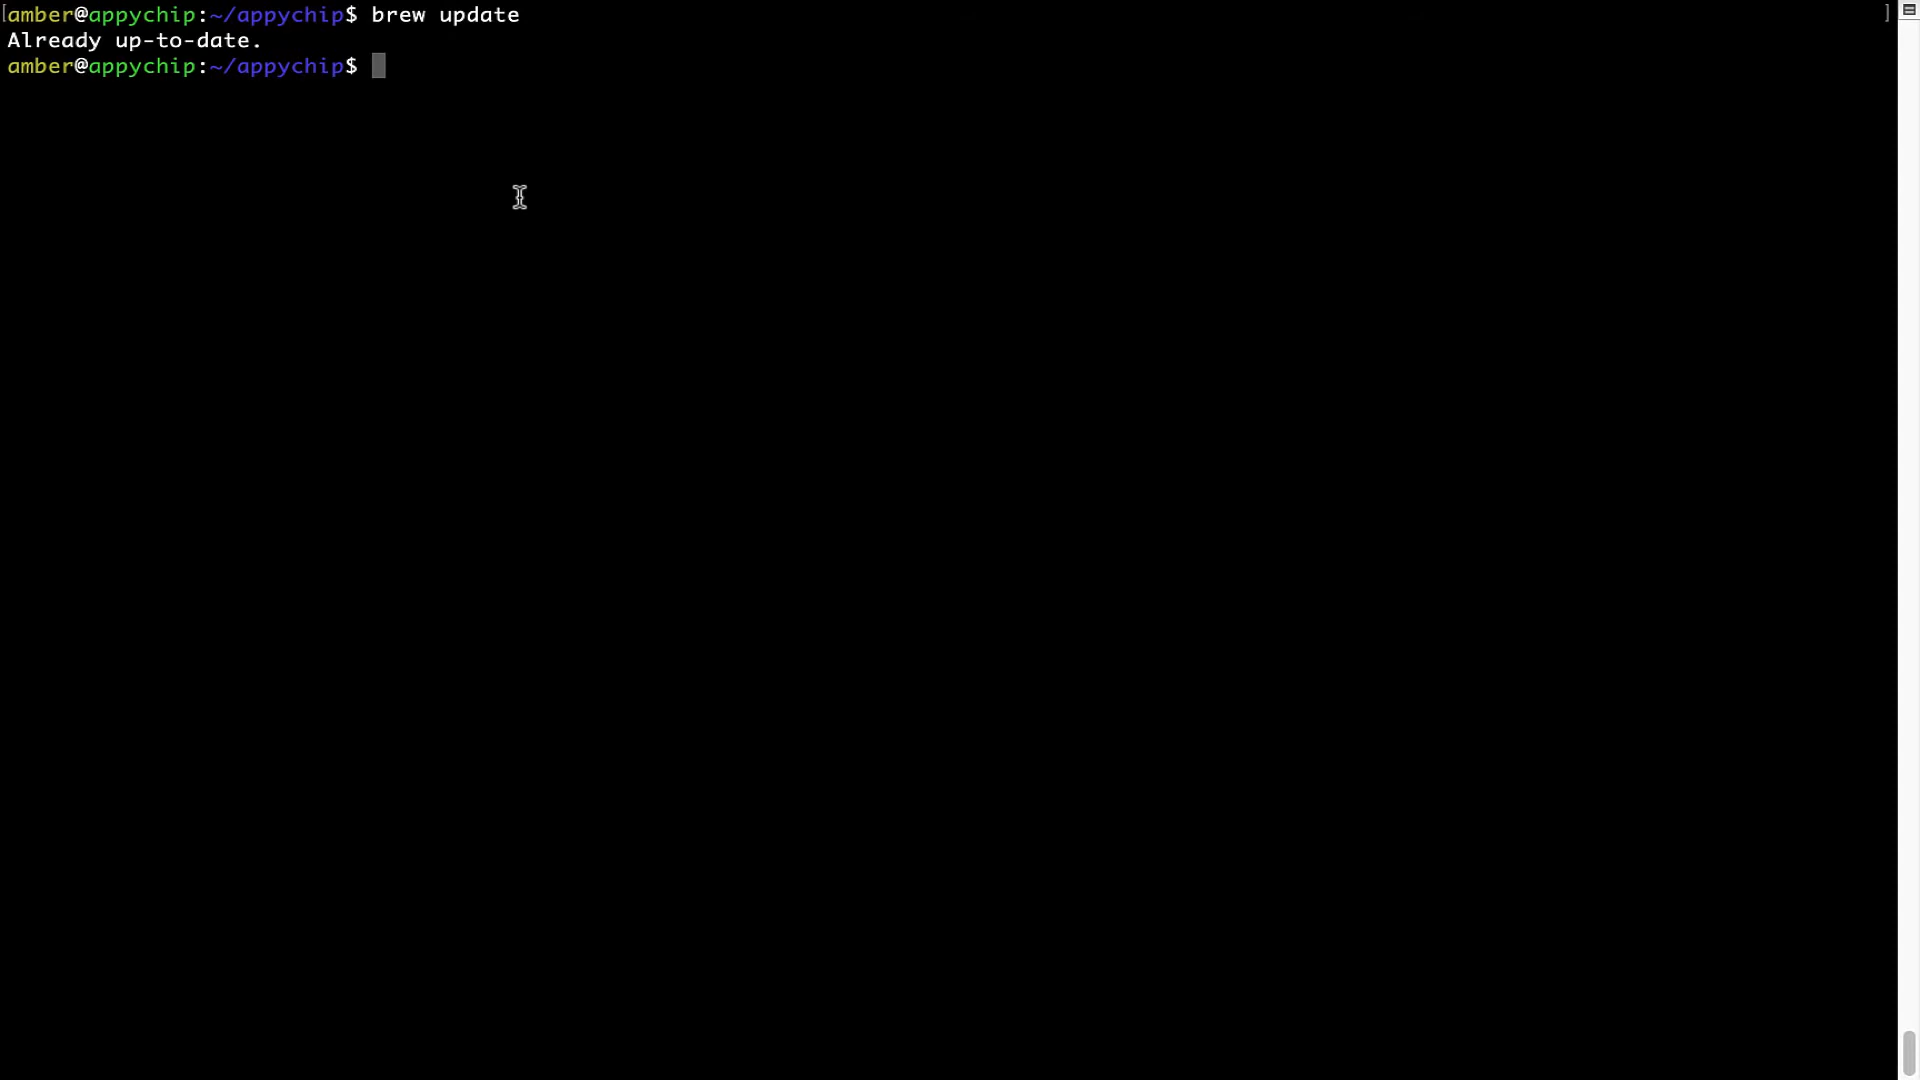 [amber@appychip:~/appychip$ brew update ]
Already up-to-date.
amber@appychip:~/appychip$